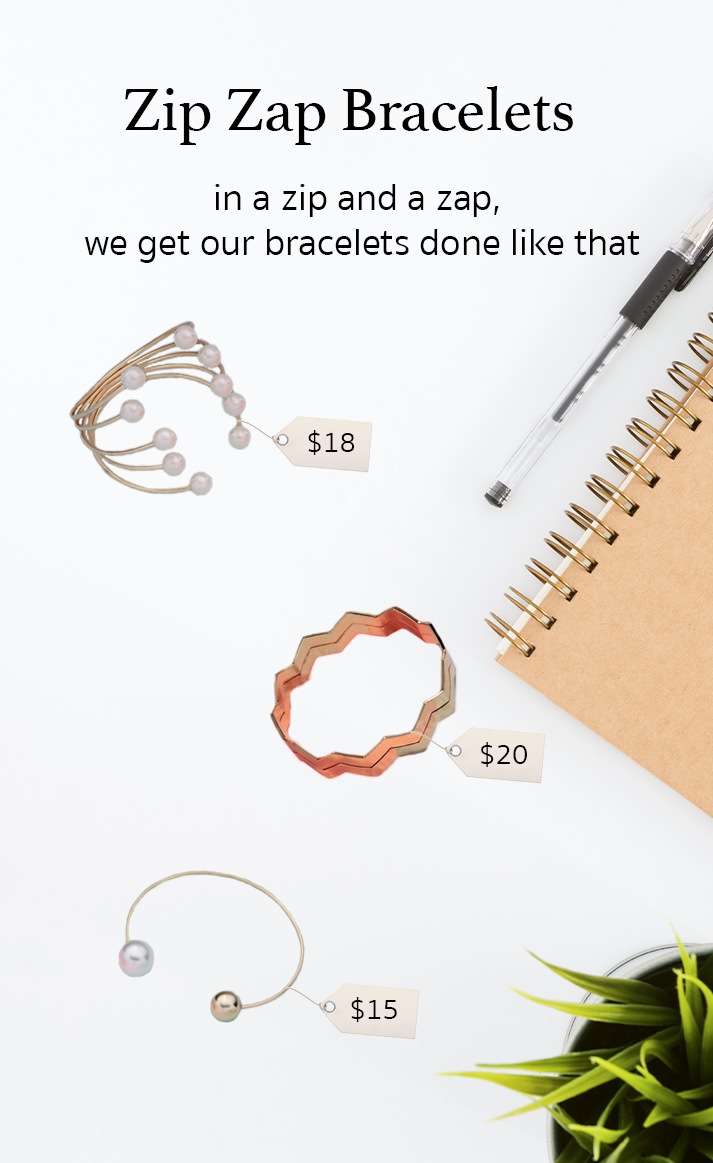 Zip Zap Bracelets
in a zip and a zap,
we get our bracelets done like that
$18
$20
$15